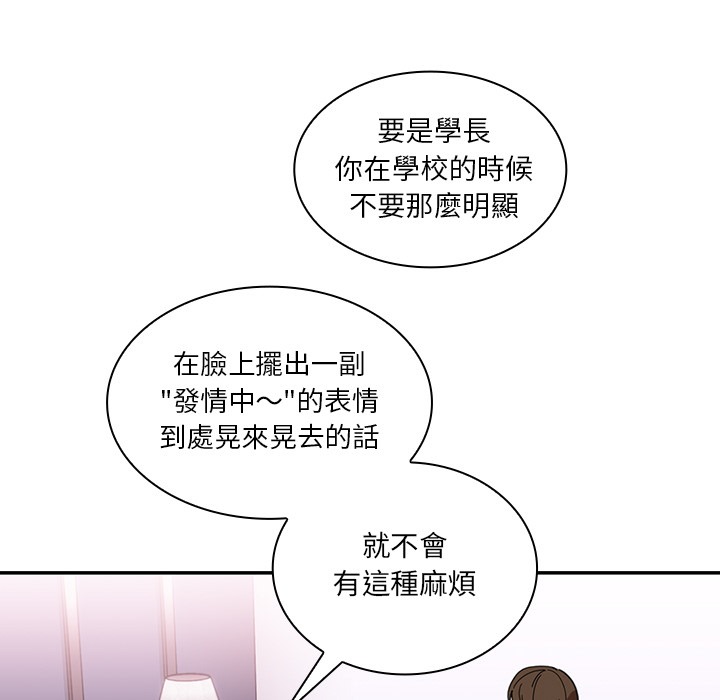 要是學長
你在學校的時候
不要那麼明顯
在臉上擺出一副
"發情中～"的表情
到處晃來晃去的話
就不會
有這種麻煩